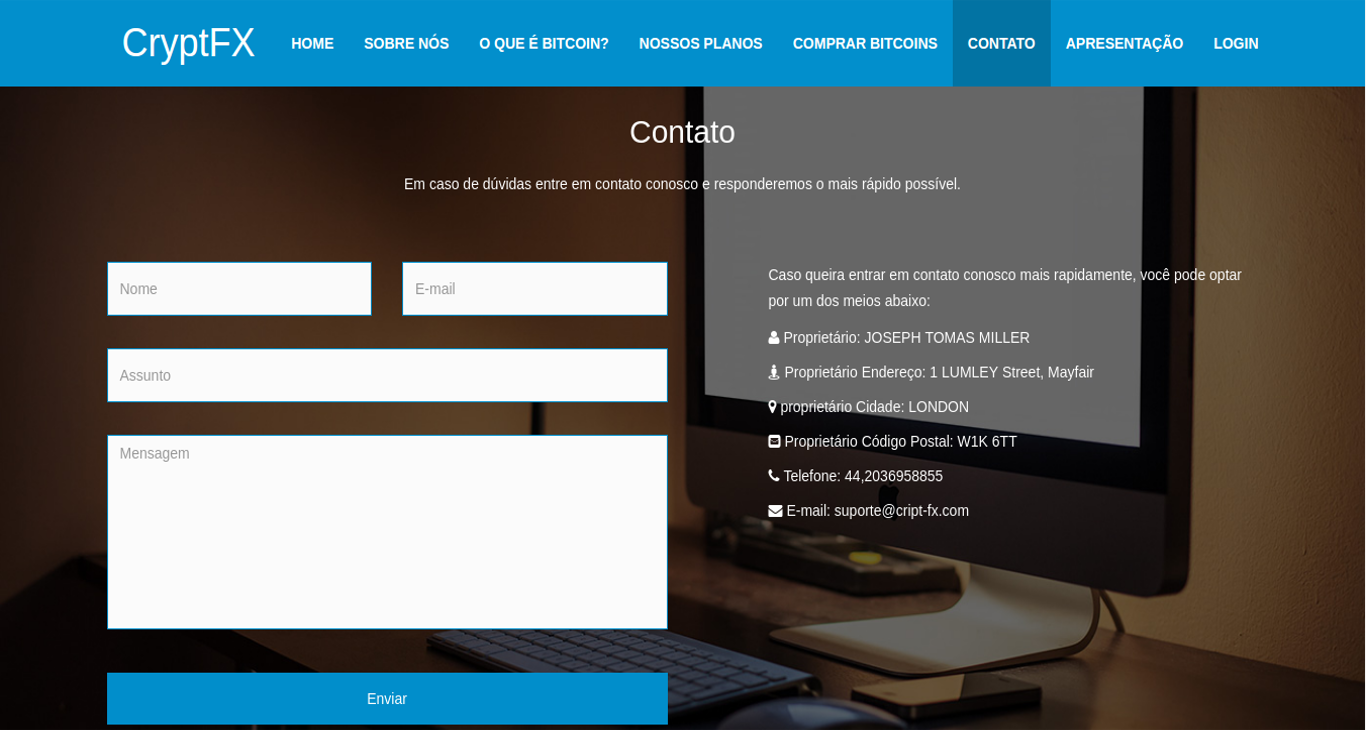 CryptFX
HOME
SOBRE NÓS
O QUE É BITCOIN?
NOSSOS PLANOS
COMPRAR BITCOINS
CONTATO
APRESENTAÇÃO
LOGIN
Contato
Em caso de dúvidas entre em contato conosco e responderemos o mais rápido possível.
Nome
E-mail
Assunto
Mensagem
Enviar
Caso queira entrar em contato conosco mais rapidamente, você pode optar
por um dos meios abaixo:
Proprietário: JOSEPH TOMAS MILLER
Proprietário Endereço: 1 LUMLEY Street, Mayfair
proprietário Cidade: LONDON
Proprietário Código Postal: W1K 6TT
Telefone: 44,2036958855
E-mail: suporte@cript-fx.com